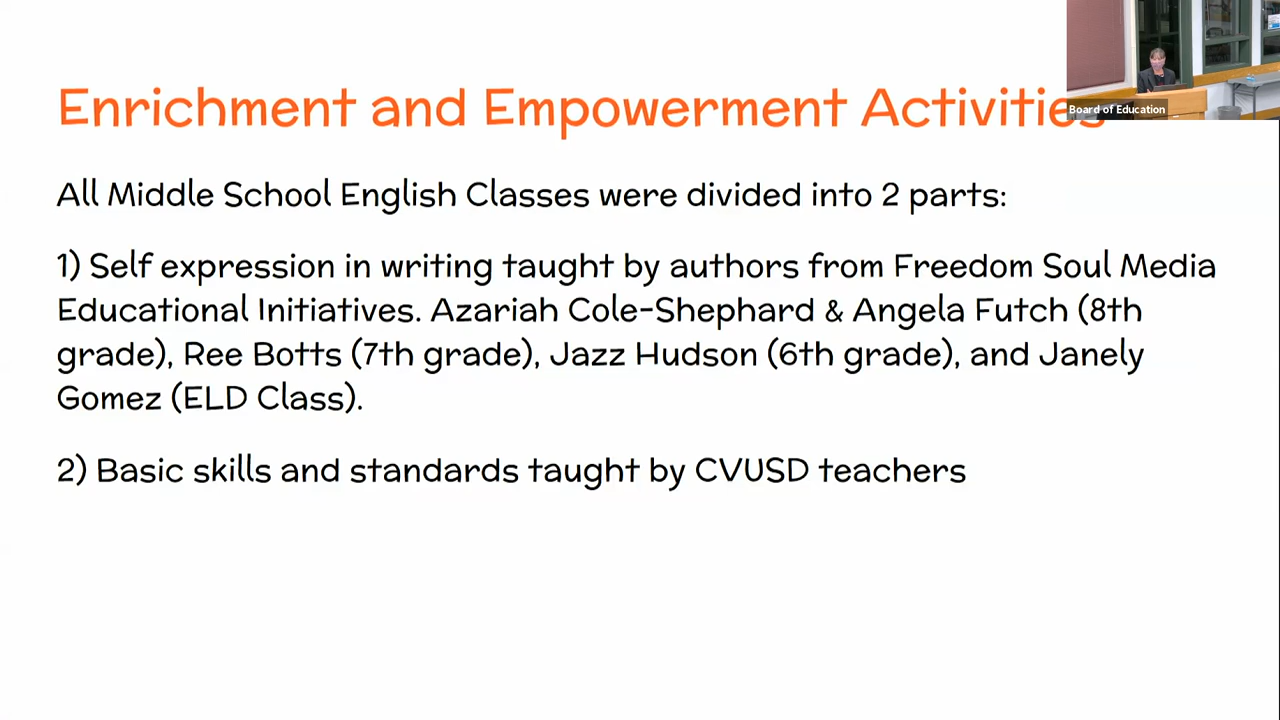 Enrichment and Empowerment Activities
Board of Education
All Middle School English Classes were divided into 2 parts:
1) Self expression in writing taught by authors from Freedom Soul Media
Educational Initiatives. Azariah Cole-Shephard & Angela Futch (8th
grade), Ree Botts (7th grade), Jazz Hudson (6th grade), and Janely
Gomez (ELD Class).
2) Basic skills and standards taught by CVUSD teachers